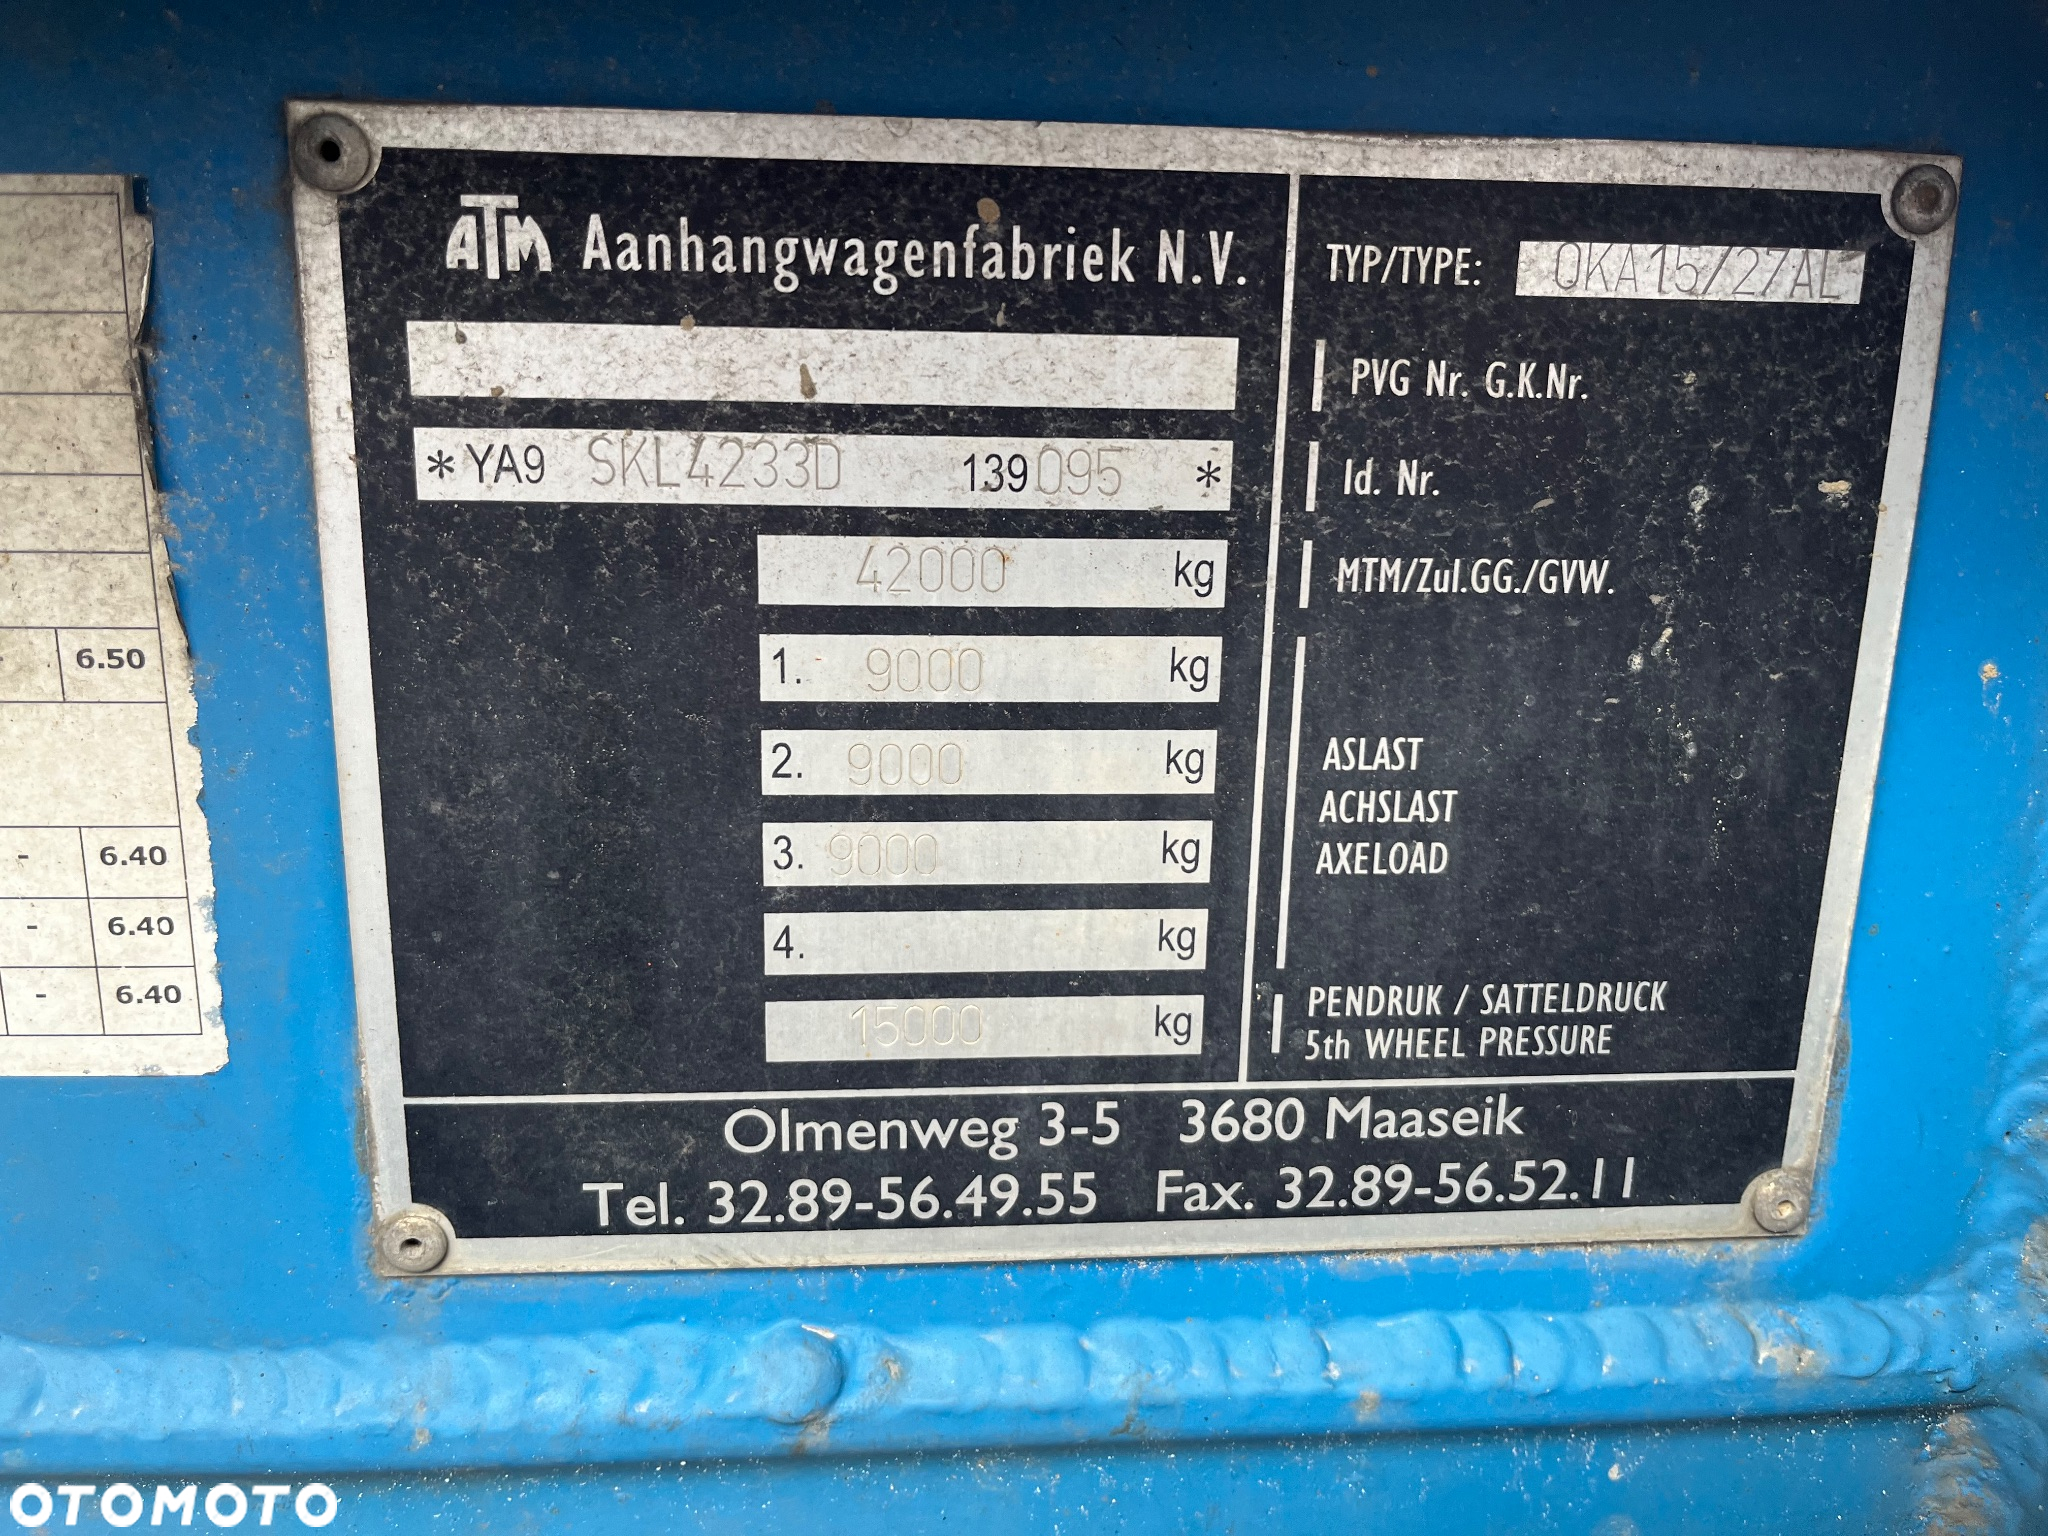 ATM Aanhangwagenfabriek N.V.
TYP/TYPE: OKA15/27AL
PVG Nr. G.K.Nr.
*YA9 SKL4233D 139095 *
Id. Nr.
42000 kg
MTM/Zul.GG./GVW.
1. 9000 kg
2. 9000 kg
3. 9000 kg
4. kg
ASLAST
ACHSLAST
AXELOAD
15000 kg
PENDRUK / SATTELDRUCK
5th WHEEL PRESSURE
Olmenweg 3-5 3680 Maaseik
Tel. 32.89-56.49.55 Fax. 32.89-56.52.11
6.50
- 6.40
- 6.40
- 6.40
OTOMOTO